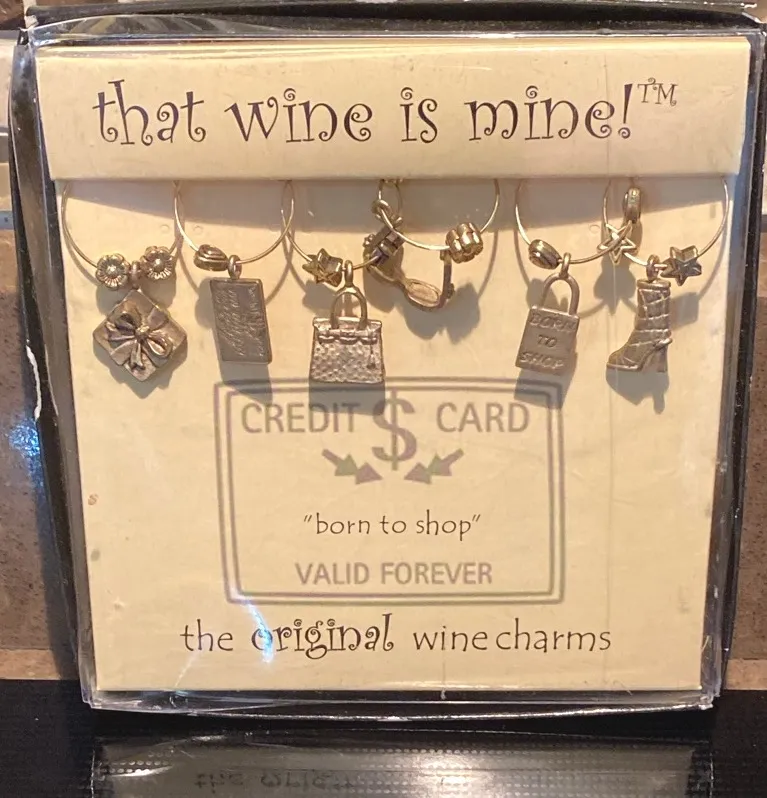 that wine is mine!™
BORN
TO
SHOP
CREDIT $ CARD
"born to shop"
VALID FOREVER
the original wine charms